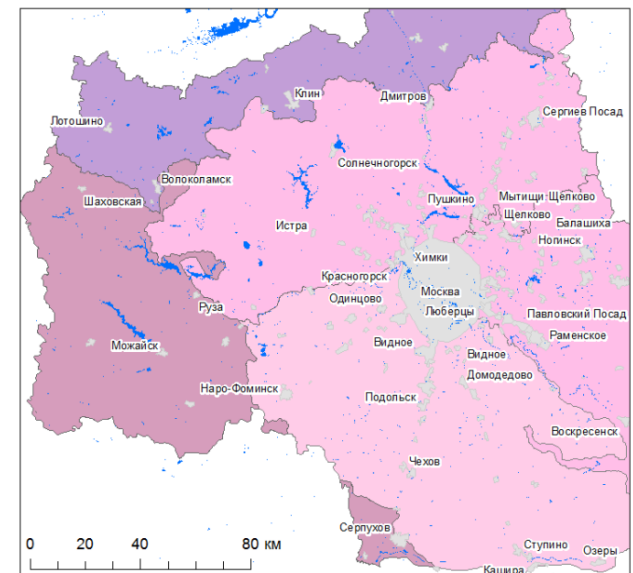 Клин
Дмитров
Сергиев Посад
Лотошино
Солнечногорск
Волоколамск
Шаховская
Пушкино
Мытищи Щёлково
Щелково
Балашиха
Истра
Ногинск
Химки
Красногорск
Москва
Одинцово
Руза
Люберцы
Павловский Посад
Раменское
Видное
Можайск
Видное
Домодедово
Наро-Фоминск
Подольск
Воскресенск
Чехов
Серпухов
0 20 40 80 км
Ступино
Озеры
Кашира